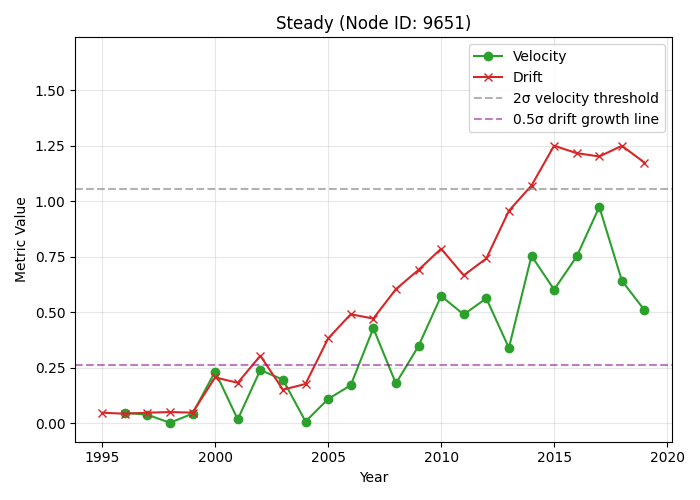 Steady (Node ID: 9651)
Velocity
Drift
2σ velocity threshold
0.5σ drift growth line
1.50
1.25
1.00
0.75
0.50
0.25
0.00
Metric Value
1995 2000 2005 2010 2015 2020
Year